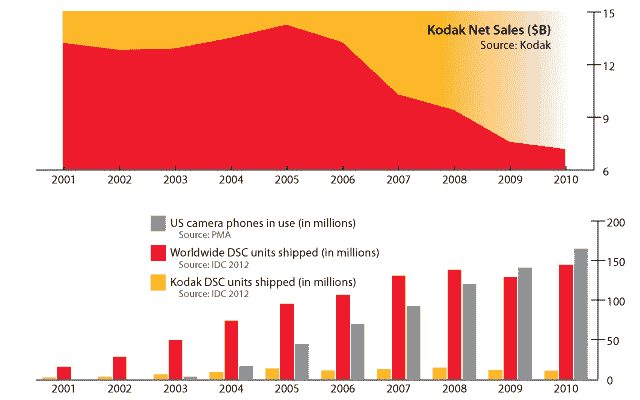 Kodak Net Sales ($B)
Source: Kodak
15
12
9
6
2001 2002 2003 2004 2005 2006 2007 2008 2009 2010
US camera phones in use (in millions)
Source: PMA
Worldwide DSC units shipped (in millions)
Source: IDC 2012
Kodak DSC units shipped (in millions)
Source: IDC 2012
200
150
100
50
0
2001 2002 2003 2004 2005 2006 2007 2008 2009 2010